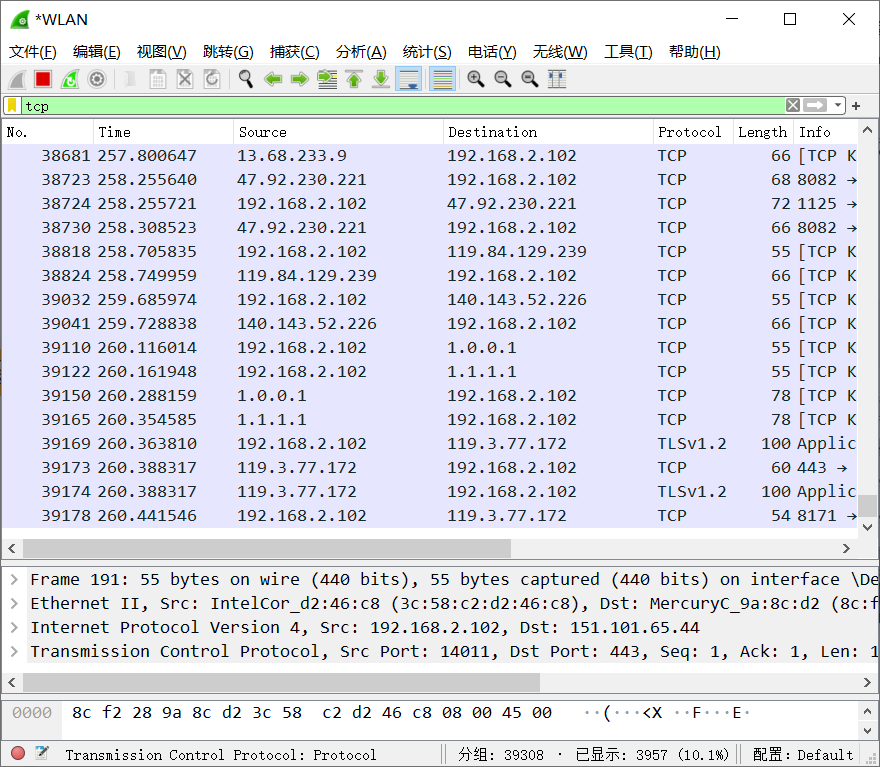 *WLAN
文件(F) 编辑(E) 视图(V) 跳转(G) 捕获(C) 分析(A) 统计(S) 电话(Y) 无线(W) 工具(T) 帮助(H)
tcp
No. Time Source Destination Protocol Length Info
38681 257.800647 13.68.233.9 192.168.2.102 TCP 66 [TCP K
38723 258.255640 47.92.230.221 192.168.2.102 TCP 68 8082 →
38724 258.255721 192.168.2.102 47.92.230.221 TCP 72 1125 →
38730 258.308523 47.92.230.221 192.168.2.102 TCP 66 8082 →
38818 258.705835 192.168.2.102 119.84.129.239 TCP 55 [TCP K
38824 258.749959 119.84.129.239 192.168.2.102 TCP 66 [TCP K
39032 259.685974 192.168.2.102 140.143.52.226 TCP 55 [TCP K
39041 259.728838 140.143.52.226 192.168.2.102 TCP 66 [TCP K
39110 260.116014 192.168.2.102 1.0.0.1 TCP 55 [TCP K
39122 260.161948 192.168.2.102 1.1.1.1 TCP 55 [TCP K
39150 260.288159 1.0.0.1 192.168.2.102 TCP 78 [TCP K
39165 260.354585 1.1.1.1 192.168.2.102 TCP 78 [TCP K
39169 260.363810 192.168.2.102 119.3.77.172 TLSv1.2 100 Applic
39173 260.388317 119.3.77.172 192.168.2.102 TCP 60 443 →
39174 260.388317 119.3.77.172 192.168.2.102 TLSv1.2 100 Applic
39178 260.441546 192.168.2.102 119.3.77.172 TCP 54 8171 →
Frame 191: 55 bytes on wire (440 bits), 55 bytes captured (440 bits) on interface \De
Ethernet II, Src: IntelCor_d2:46:c8 (3c:58:c2:d2:46:c8), Dst: MercuryC_9a:8c:d2 (8c:f
Internet Protocol Version 4, Src: 192.168.2.102, Dst: 151.101.65.44
Transmission Control Protocol, Src Port: 14011, Dst Port: 443, Seq: 1, Ack: 1, Len: 1
0000 8c f2 28 9a 8c d2 3c 58 c2 d2 46 c8 08 00 45 00 ··(···<X ··F···E·
Transmission Control Protocol: Protocol 分组: 39308 · 已显示: 3957 (10.1%) 配置: Default